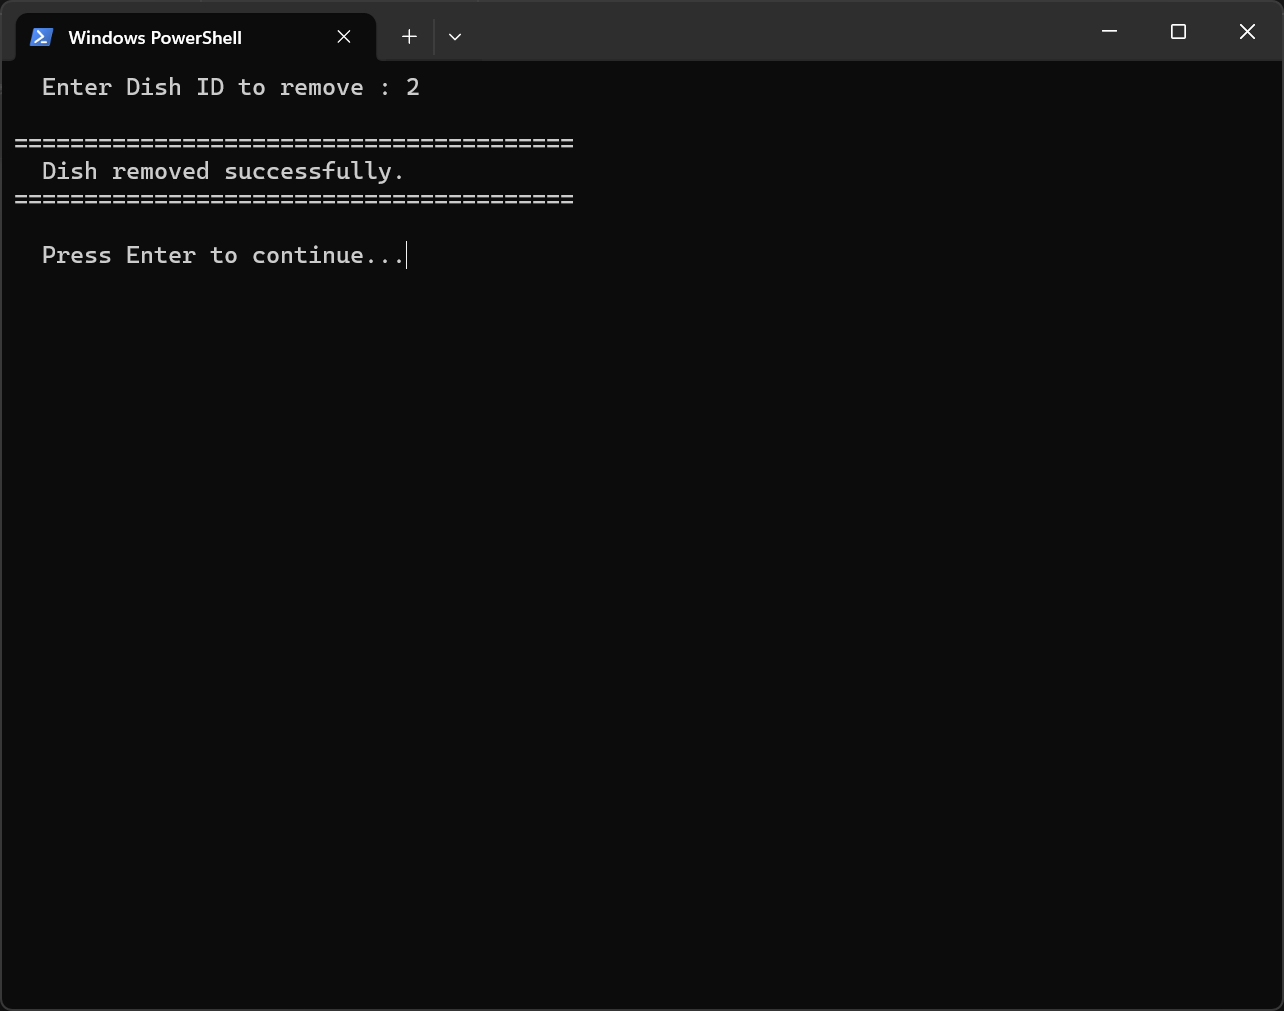 Windows PowerShell
Enter Dish ID to remove : 2
========================================
Dish removed successfully.
========================================
Press Enter to continue...